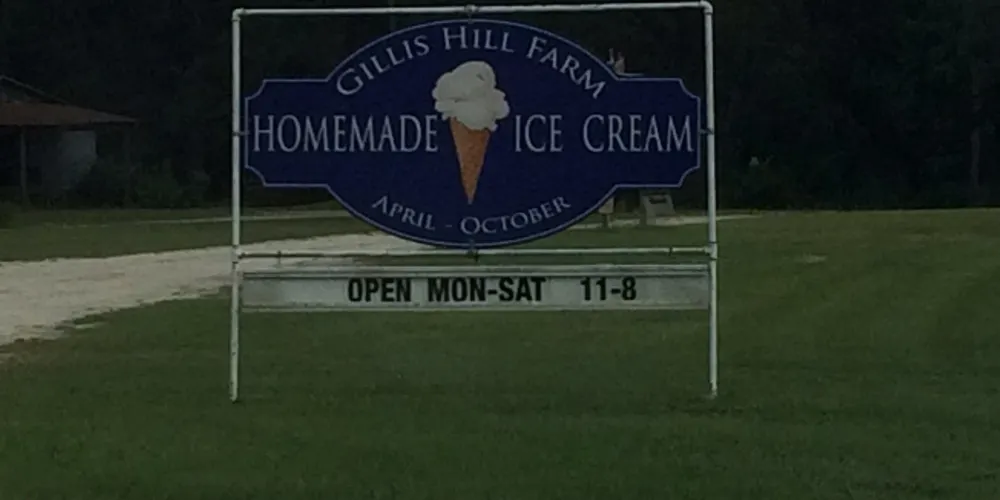 GILLIS HILL FARM
HOMEMADE ICE CREAM
APRIL - OCTOBER
OPEN MON-SAT 11-8